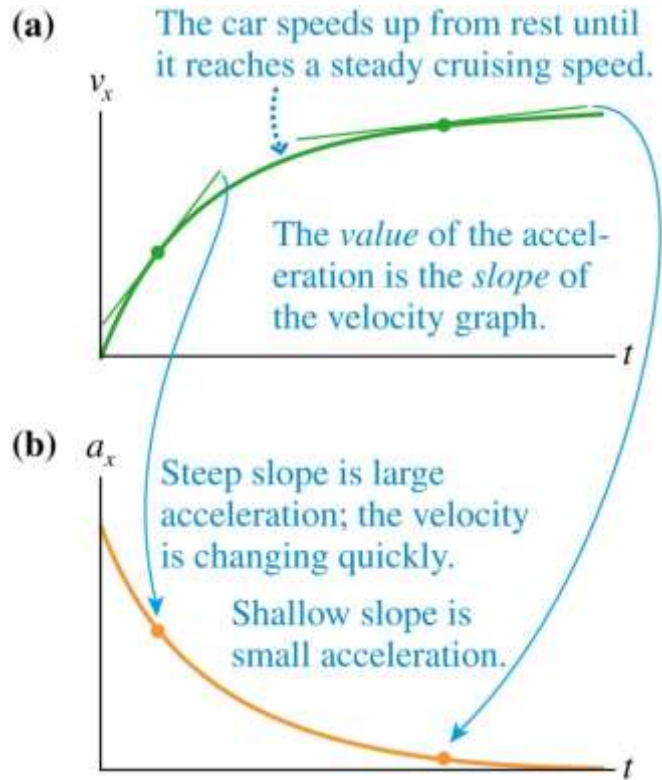 (a)
The car speeds up from rest until
it reaches a steady cruising speed.
vx
The value of the accel-
eration is the slope of
the velocity graph.
t
(b)
ax
Steep slope is large
acceleration; the velocity
is changing quickly.
Shallow slope is
small acceleration.
t